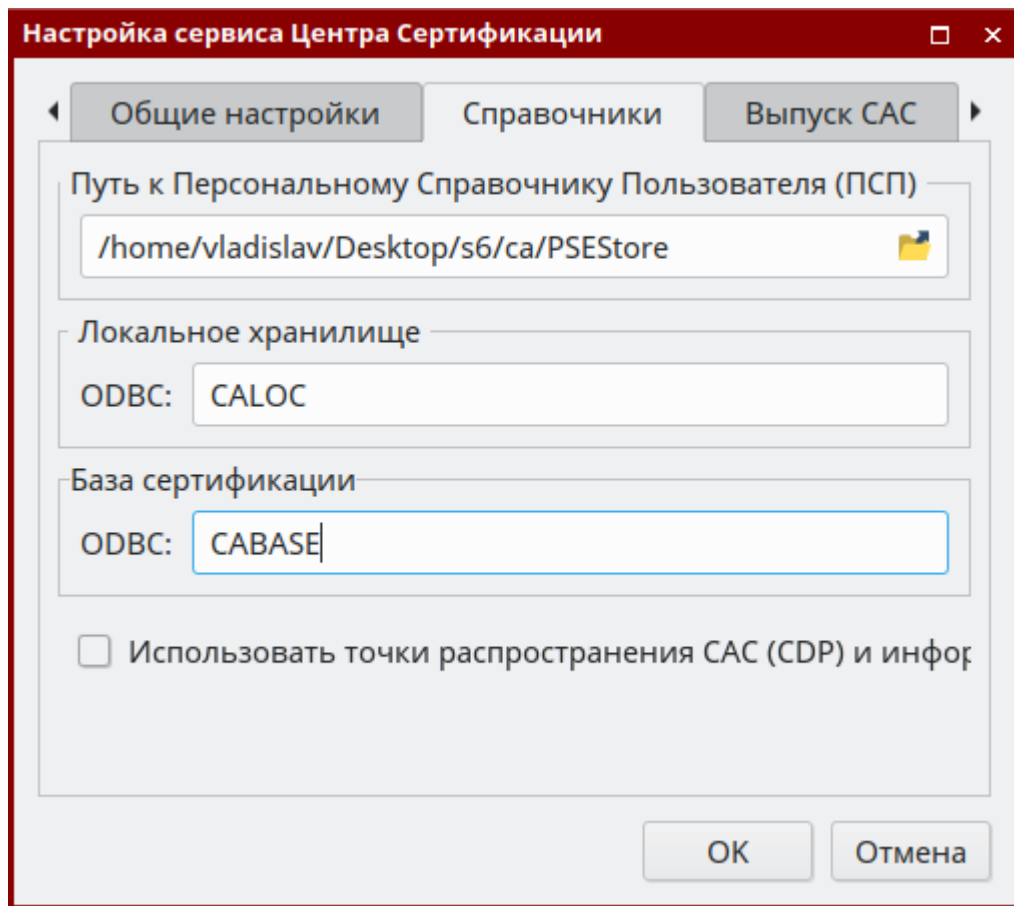 Настройка сервиса Центра Сертификации
Общие настройки
Справочники
Выпуск САС
Путь к Персональному Справочнику Пользователя (ПСП)
/home/vladislav/Desktop/s6/ca/PSEStore
Локальное хранилище
ODBC: CALOC
База сертификации
ODBC: CABASE
Использовать точки распространения САС (CDP) и инфор
OK
Отмена